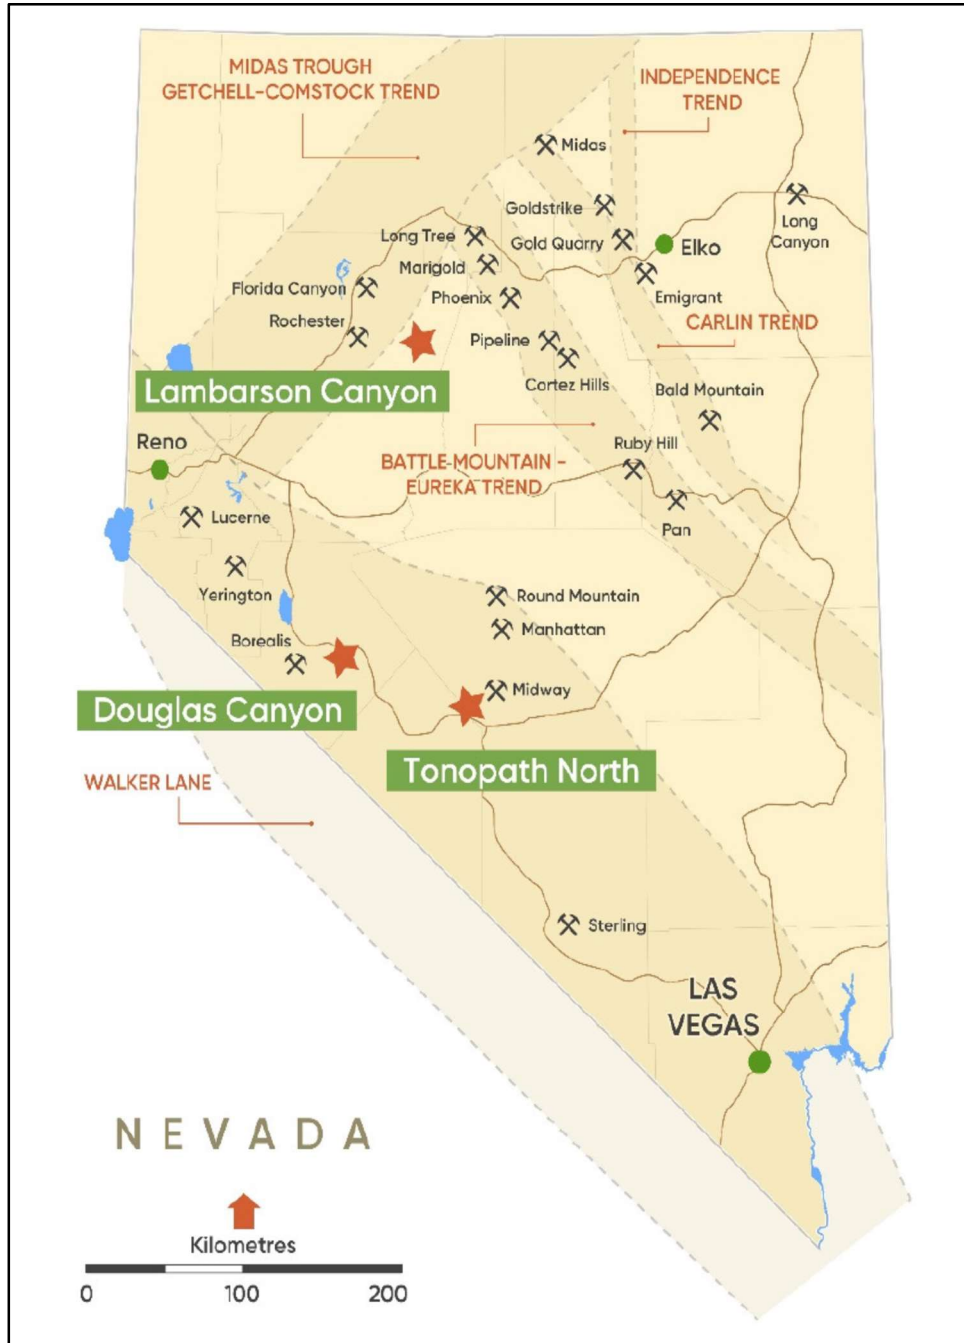 MIDAS TROUGH
GETCHELL-COMSTOCK TREND
INDEPENDENCE
TREND
Midas
Goldstrike
Long
Canyon
Long Tree
Gold Quarry
Elko
Marigold
Florida Canyon
Phoenix
Emigrant
Rochester
CARLIN TREND
Pipeline
Cortez Hills
Lambarson Canyon
Bald Mountain
Reno
Ruby Hill
BATTLE-MOUNTAIN –
EUREKA TREND
Pan
Lucerne
Yerington
Round Mountain
Manhattan
Borealis
Midway
Douglas Canyon
Tonopath North
WALKER LANE
Sterling
LAS
VEGAS
NEVADA
Kilometres
0 100 200